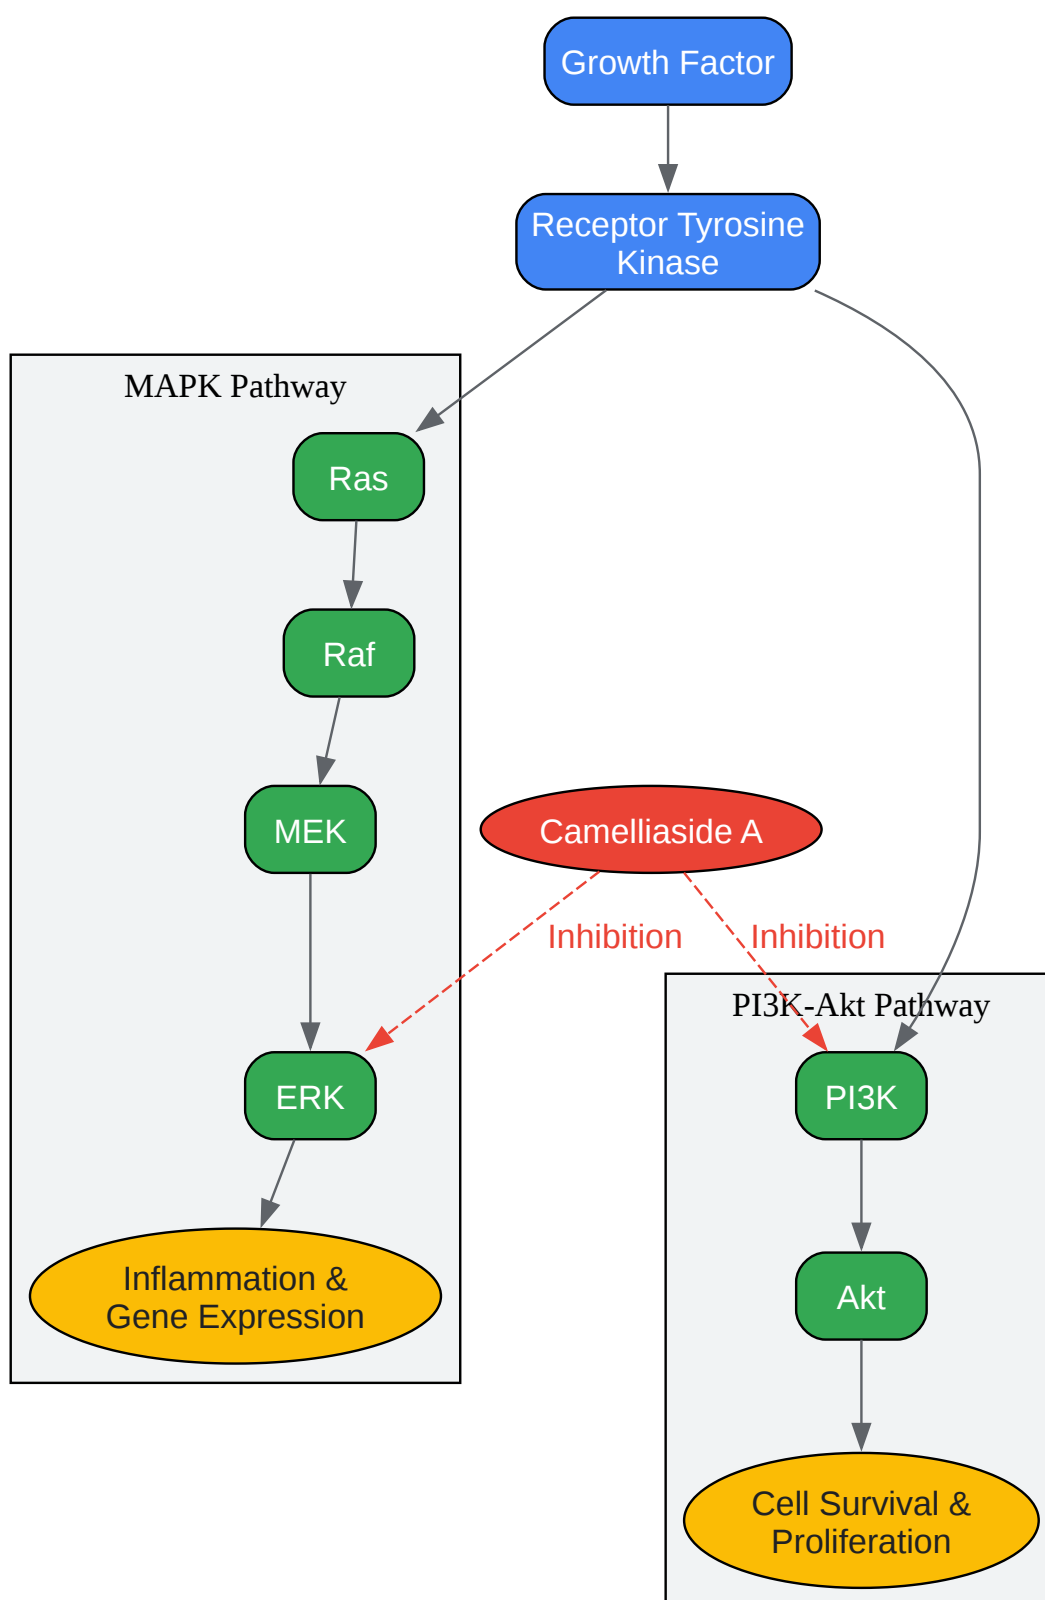 Growth Factor
Receptor Tyrosine
Kinase
MAPK Pathway
Ras
Raf
MEK
Camelliaside A
Inhibition
Inhibition
PI3K-Akt Pathway
ERK
PI3K
Inflammation &
Gene Expression
Akt
Cell Survival &
Proliferation